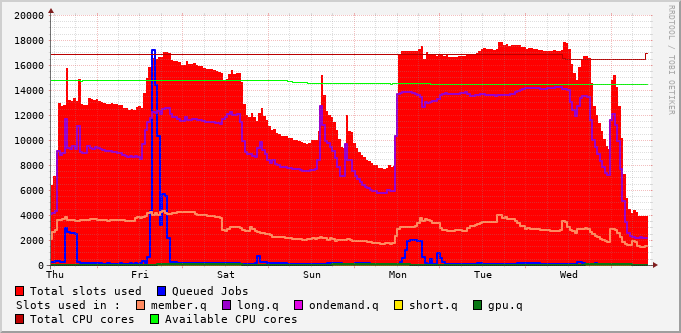 RRDTOOL / TOBI OETIKER
20000
18000
16000
14000
12000
10000
8000
6000
4000
2000
0
Thu Fri Sat Sun Mon Tue Wed
Total slots used Queued Jobs
Slots used in : member.q long.q ondemand.q short.q gpu.q
Total CPU cores Available CPU cores